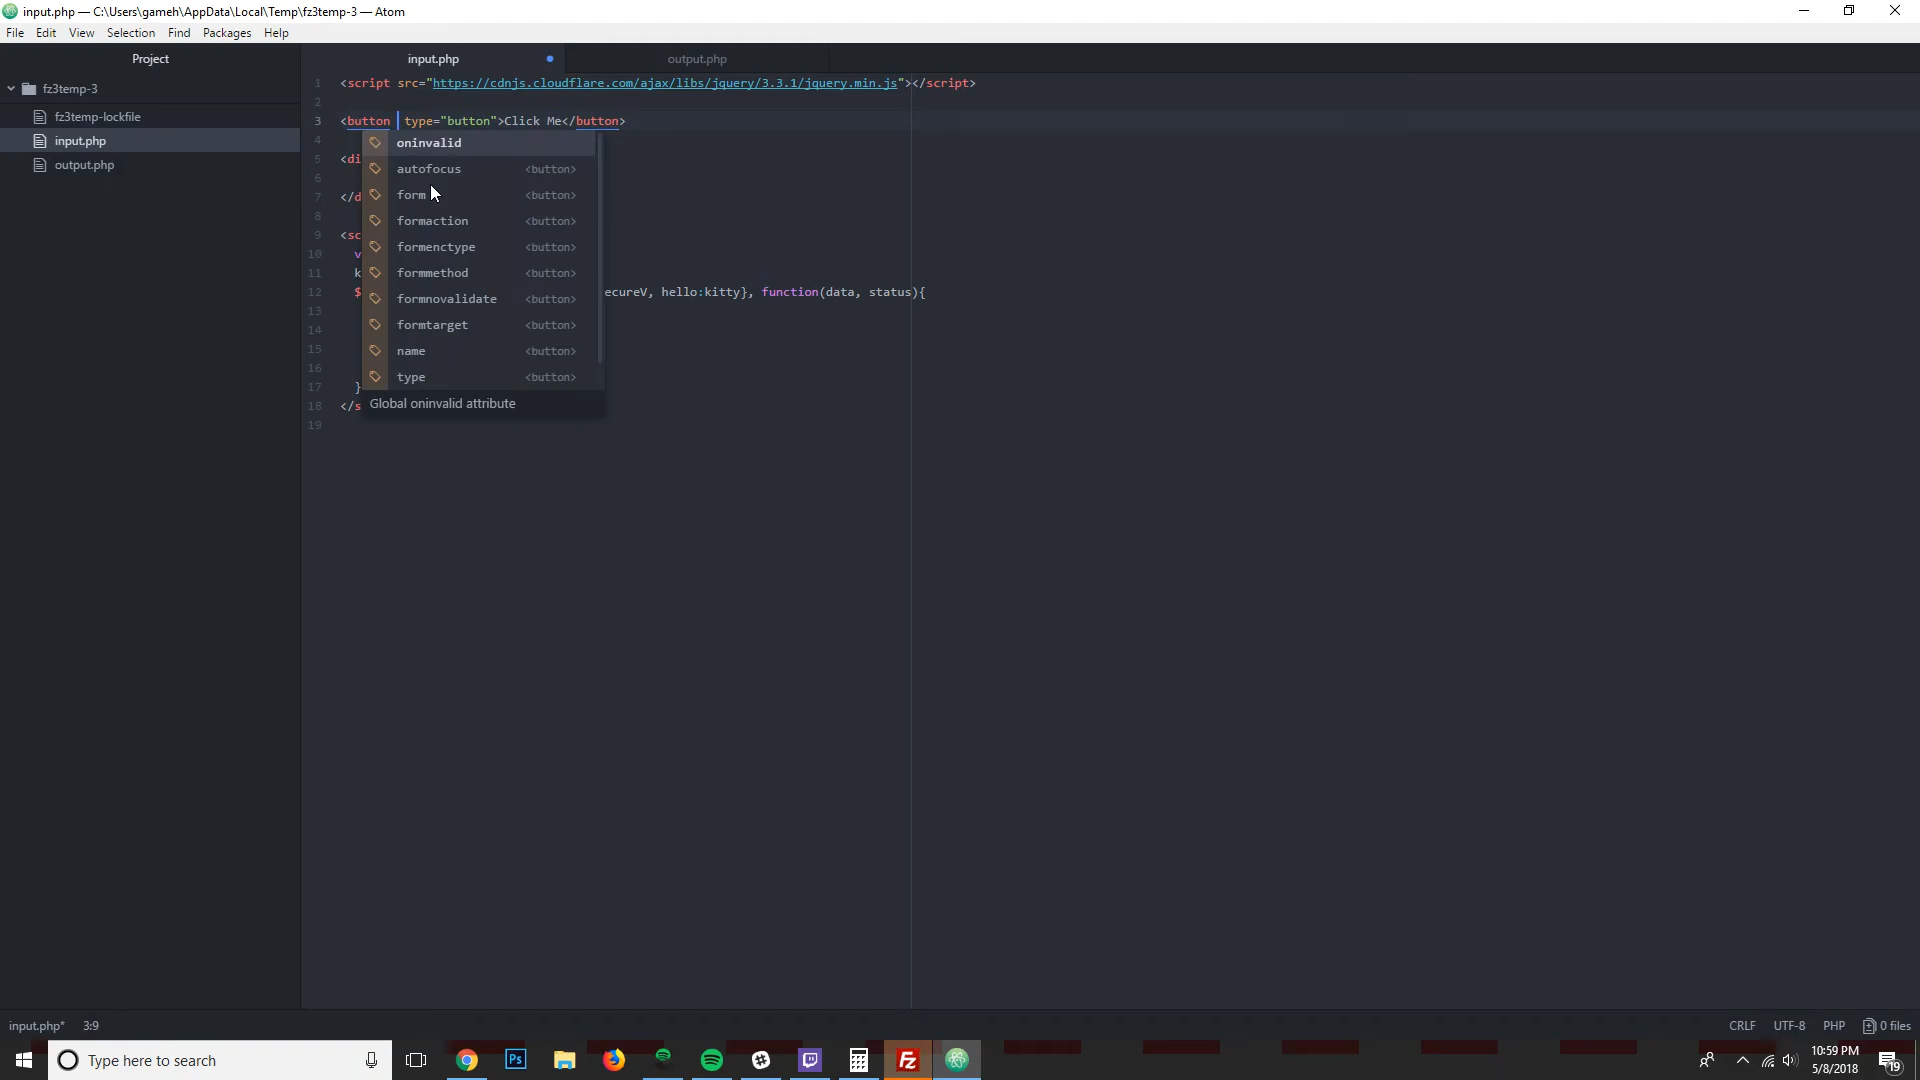 input.php — C:\Users\gameh\AppData\Local\Temp\fz3temp-3 — Atom
File Edit View Selection Find Packages Help
Project
input.php
output.php
fz3temp-3
fz3temp-lockfile
input.php
output.php
1 <script src="https://cdnjs.cloudflare.com/ajax/libs/jquery/3.3.1/jquery.min.js"></script>
2
3 <button  type="button">Click Me</button>
4
5 <di
6
7 </d
8
9 <sc
10 v
11 k
12 $ ecureV, hello:kitty}, function(data, status){
13
14
15
16
17 }
18 </s
19
oninvalid
autofocus <button>
form <button>
formaction <button>
formenctype <button>
formmethod <button>
formnovalidate <button>
formtarget <button>
name <button>
type <button>
Global oninvalid attribute
input.php* 3:9
CRLF UTF-8 PHP 0 files
Type here to search
Ps
Fz
10:59 PM
5/8/2018
19